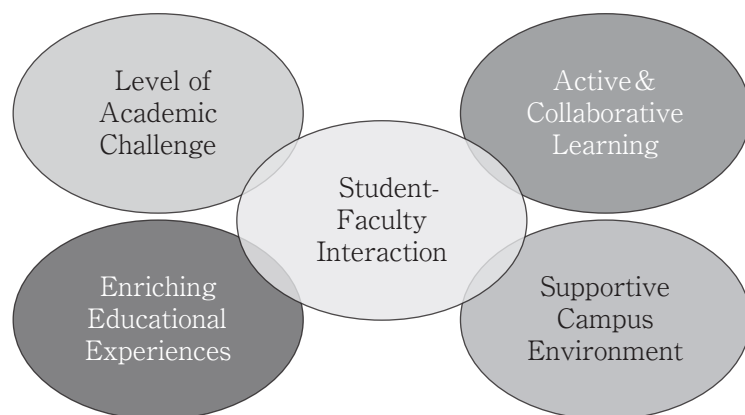 Level of
Academic
Challenge
Active &
Collaborative
Learning
Student-
Faculty
Interaction
Enriching
Educational
Experiences
Supportive
Campus
Environment